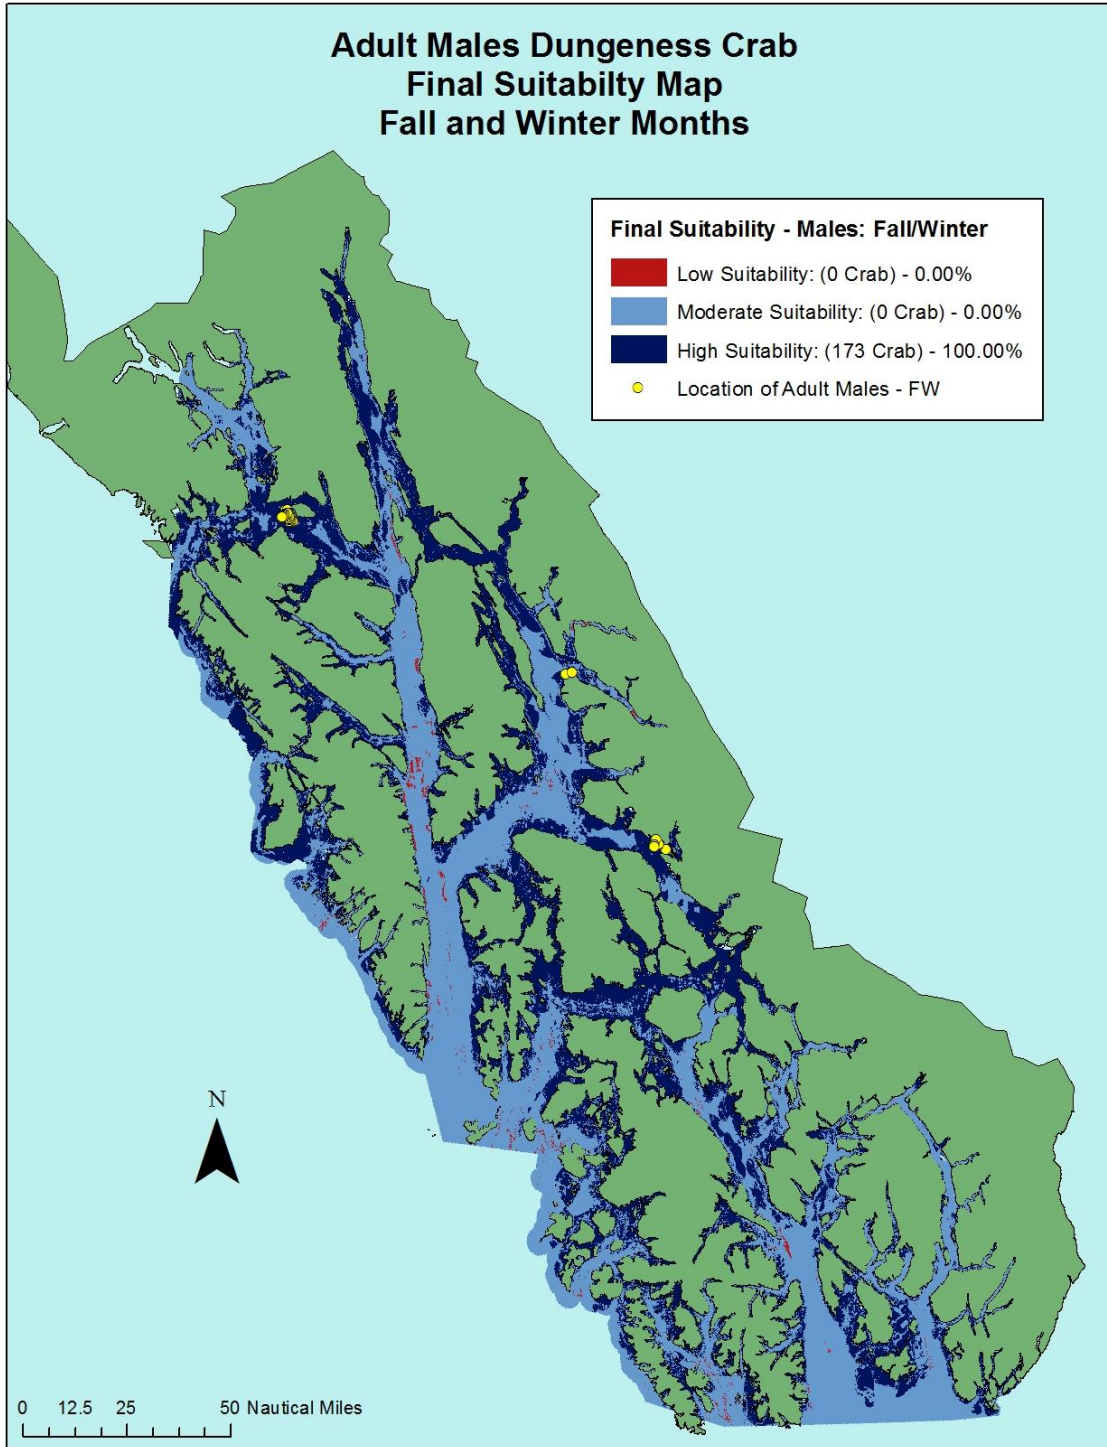 Adult Males Dungeness Crab
Final Suitabilty Map
Fall and Winter Months
Final Suitability - Males: Fall/Winter
Low Suitability: (0 Crab) - 0.00%
Moderate Suitability: (0 Crab) - 0.00%
High Suitability: (173 Crab) - 100.00%
Location of Adult Males - FW
N
0 12.5 25 50 Nautical Miles